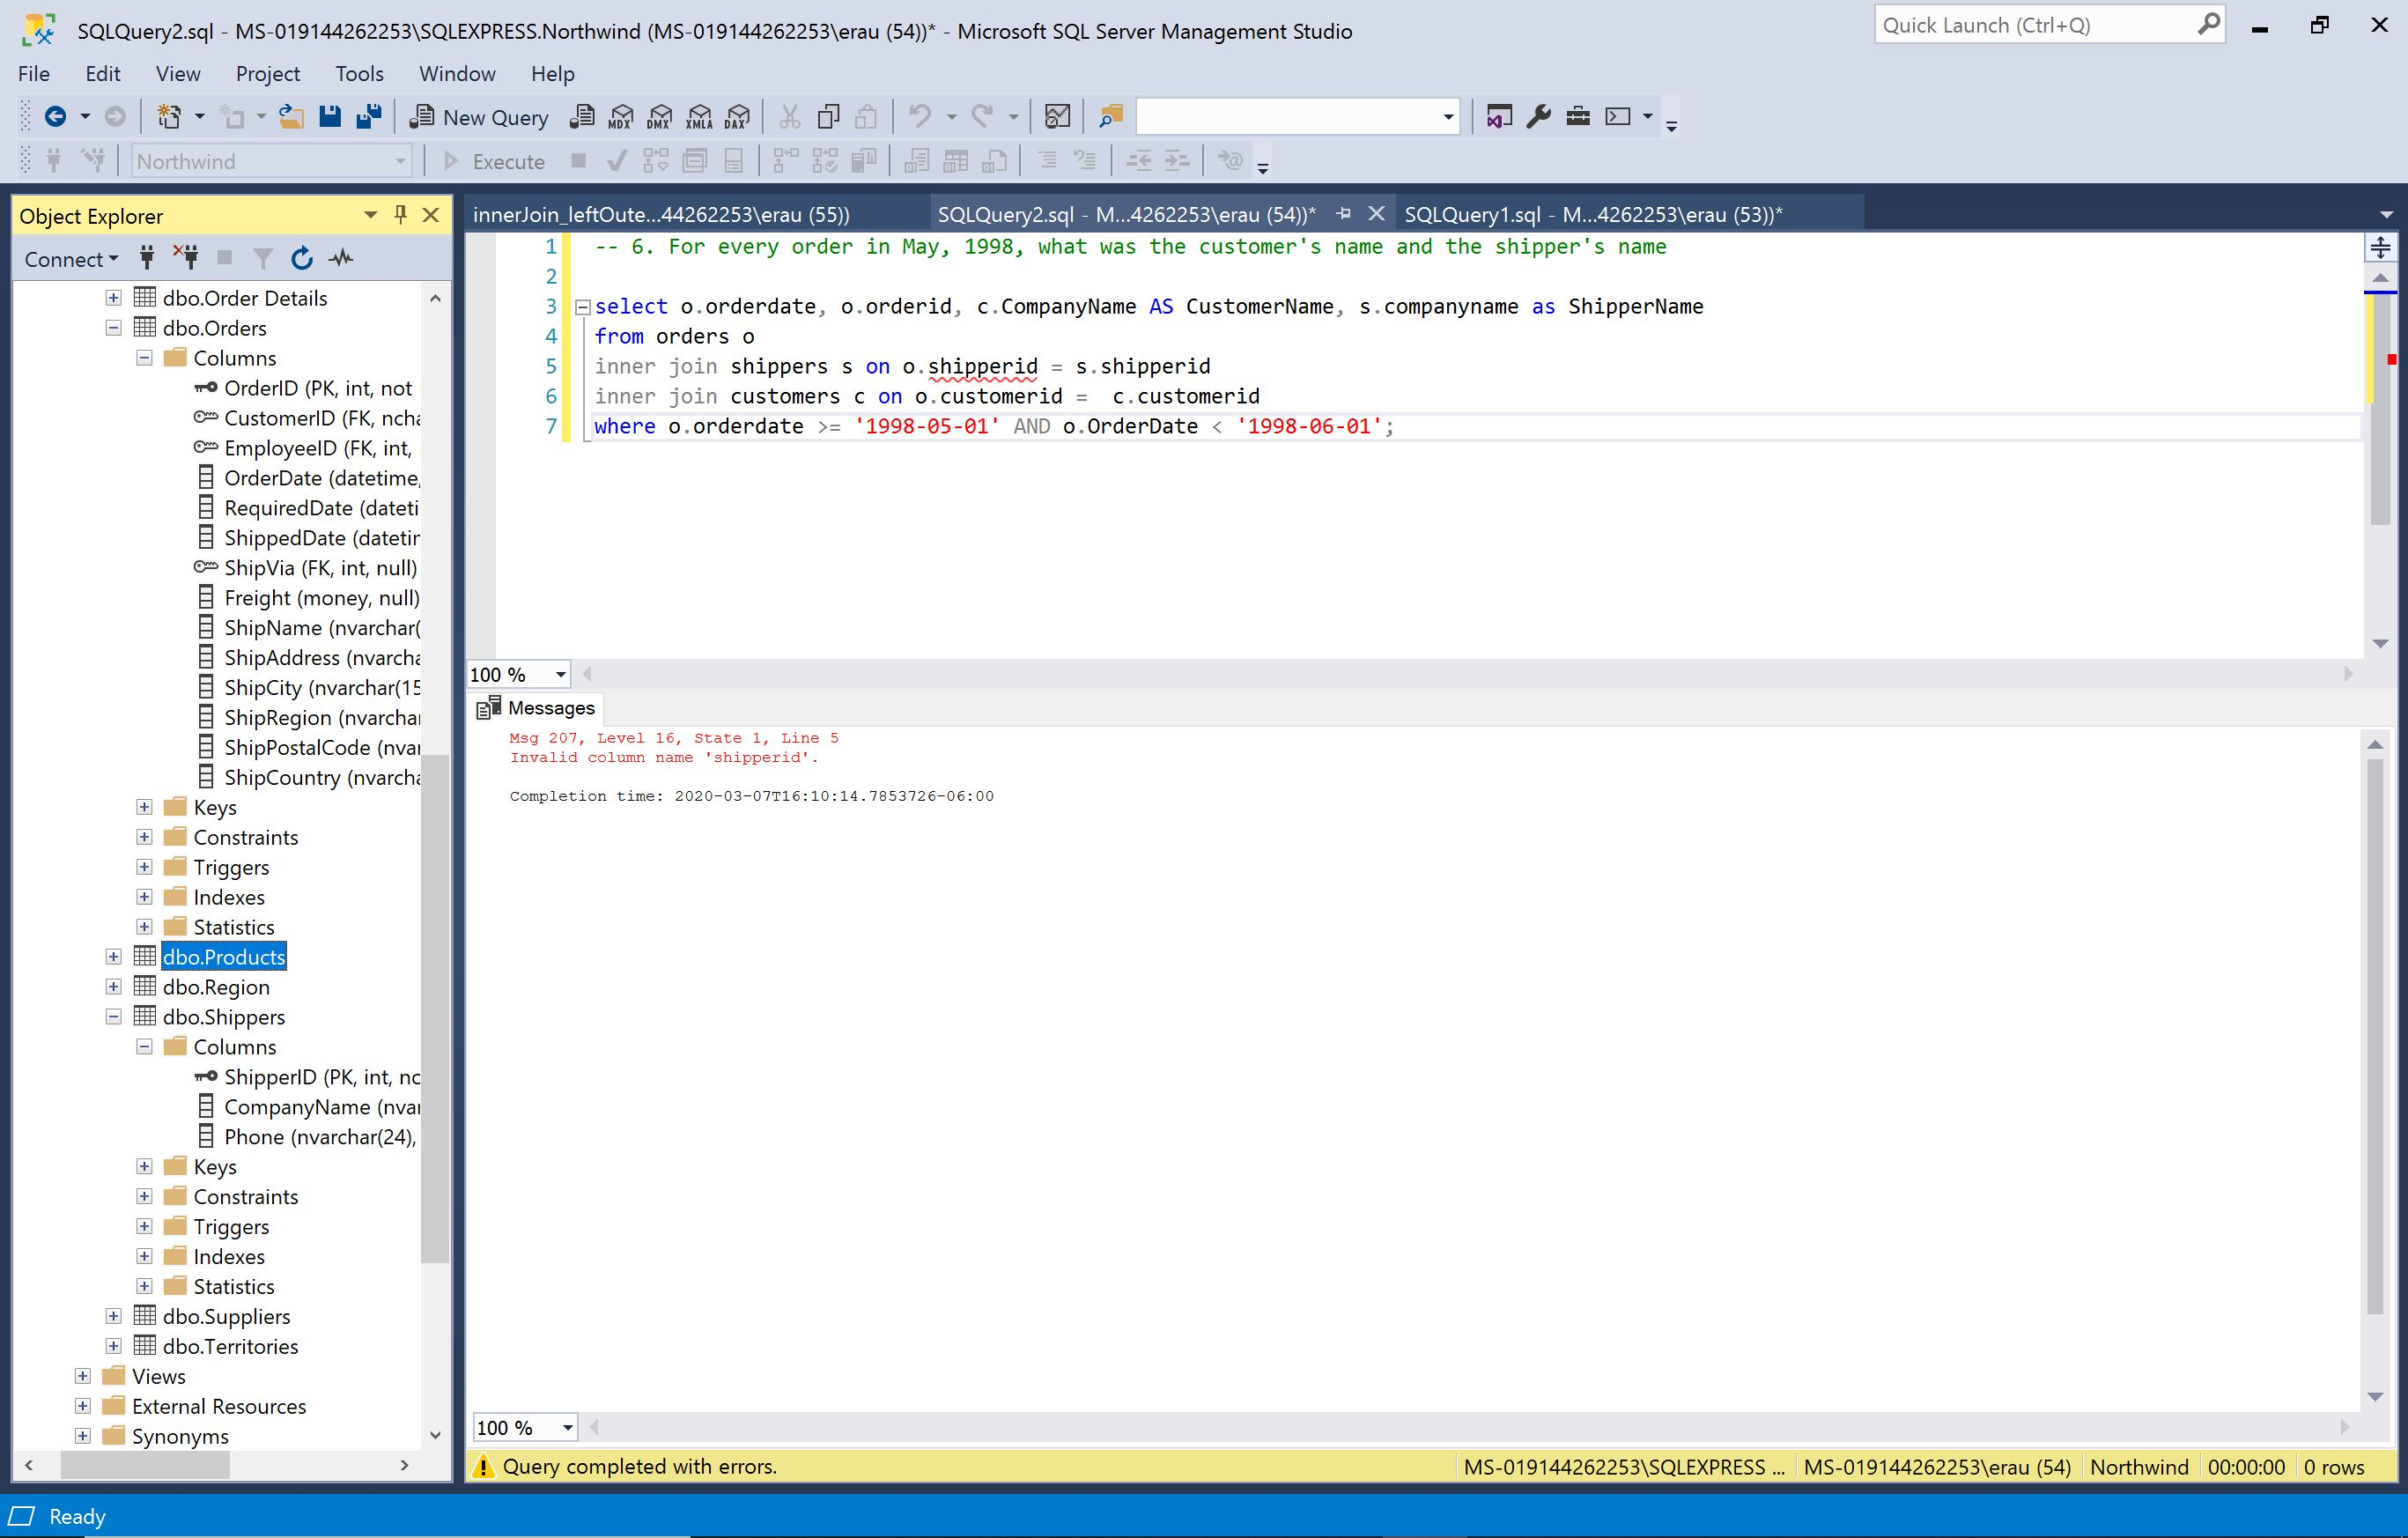 SQLQuery2.sql - MS-019144262253\SQLEXPRESS.Northwind (MS-019144262253\erau (54))* - Microsoft SQL Server Management Studio
Quick Launch (Ctrl+Q)
File Edit View Project Tools Window Help
New Query MDX DMX XMLA DAX
Northwind Execute
Object Explorer
innerJoin_leftOute...44262253\erau (55)) SQLQuery2.sql - M...4262253\erau (54))* SQLQuery1.sql - M...4262253\erau (53))*
Connect
dbo.Order Details
dbo.Orders
Columns
OrderID (PK, int, not
CustomerID (FK, ncha
EmployeeID (FK, int,
OrderDate (datetime,
RequiredDate (dateti
ShippedDate (datetim
ShipVia (FK, int, null)
Freight (money, null)
ShipName (nvarchar(
ShipAddress (nvarcha
ShipCity (nvarchar(15
ShipRegion (nvarchar
ShipPostalCode (nvar
ShipCountry (nvarcha
Keys
Constraints
Triggers
Indexes
Statistics
dbo.Products
dbo.Region
dbo.Shippers
Columns
ShipperID (PK, int, no
CompanyName (nvar
Phone (nvarchar(24),
Keys
Constraints
Triggers
Indexes
Statistics
dbo.Suppliers
dbo.Territories
Views
External Resources
Synonyms
1 -- 6. For every order in May, 1998, what was the customer's name and the shipper's name
2
3 select o.orderdate, o.orderid, c.CompanyName AS CustomerName, s.companyname as ShipperName
4 from orders o
5 inner join shippers s on o.shipperid = s.shipperid
6 inner join customers c on o.customerid =  c.customerid
7 where o.orderdate >= '1998-05-01' AND o.OrderDate < '1998-06-01';
100 %
Messages
Msg 207, Level 16, State 1, Line 5
Invalid column name 'shipperid'.
Completion time: 2020-03-07T16:10:14.7853726-06:00
100 %
Query completed with errors. MS-019144262253\SQLEXPRESS ... MS-019144262253\erau (54) Northwind 00:00:00 0 rows
Ready